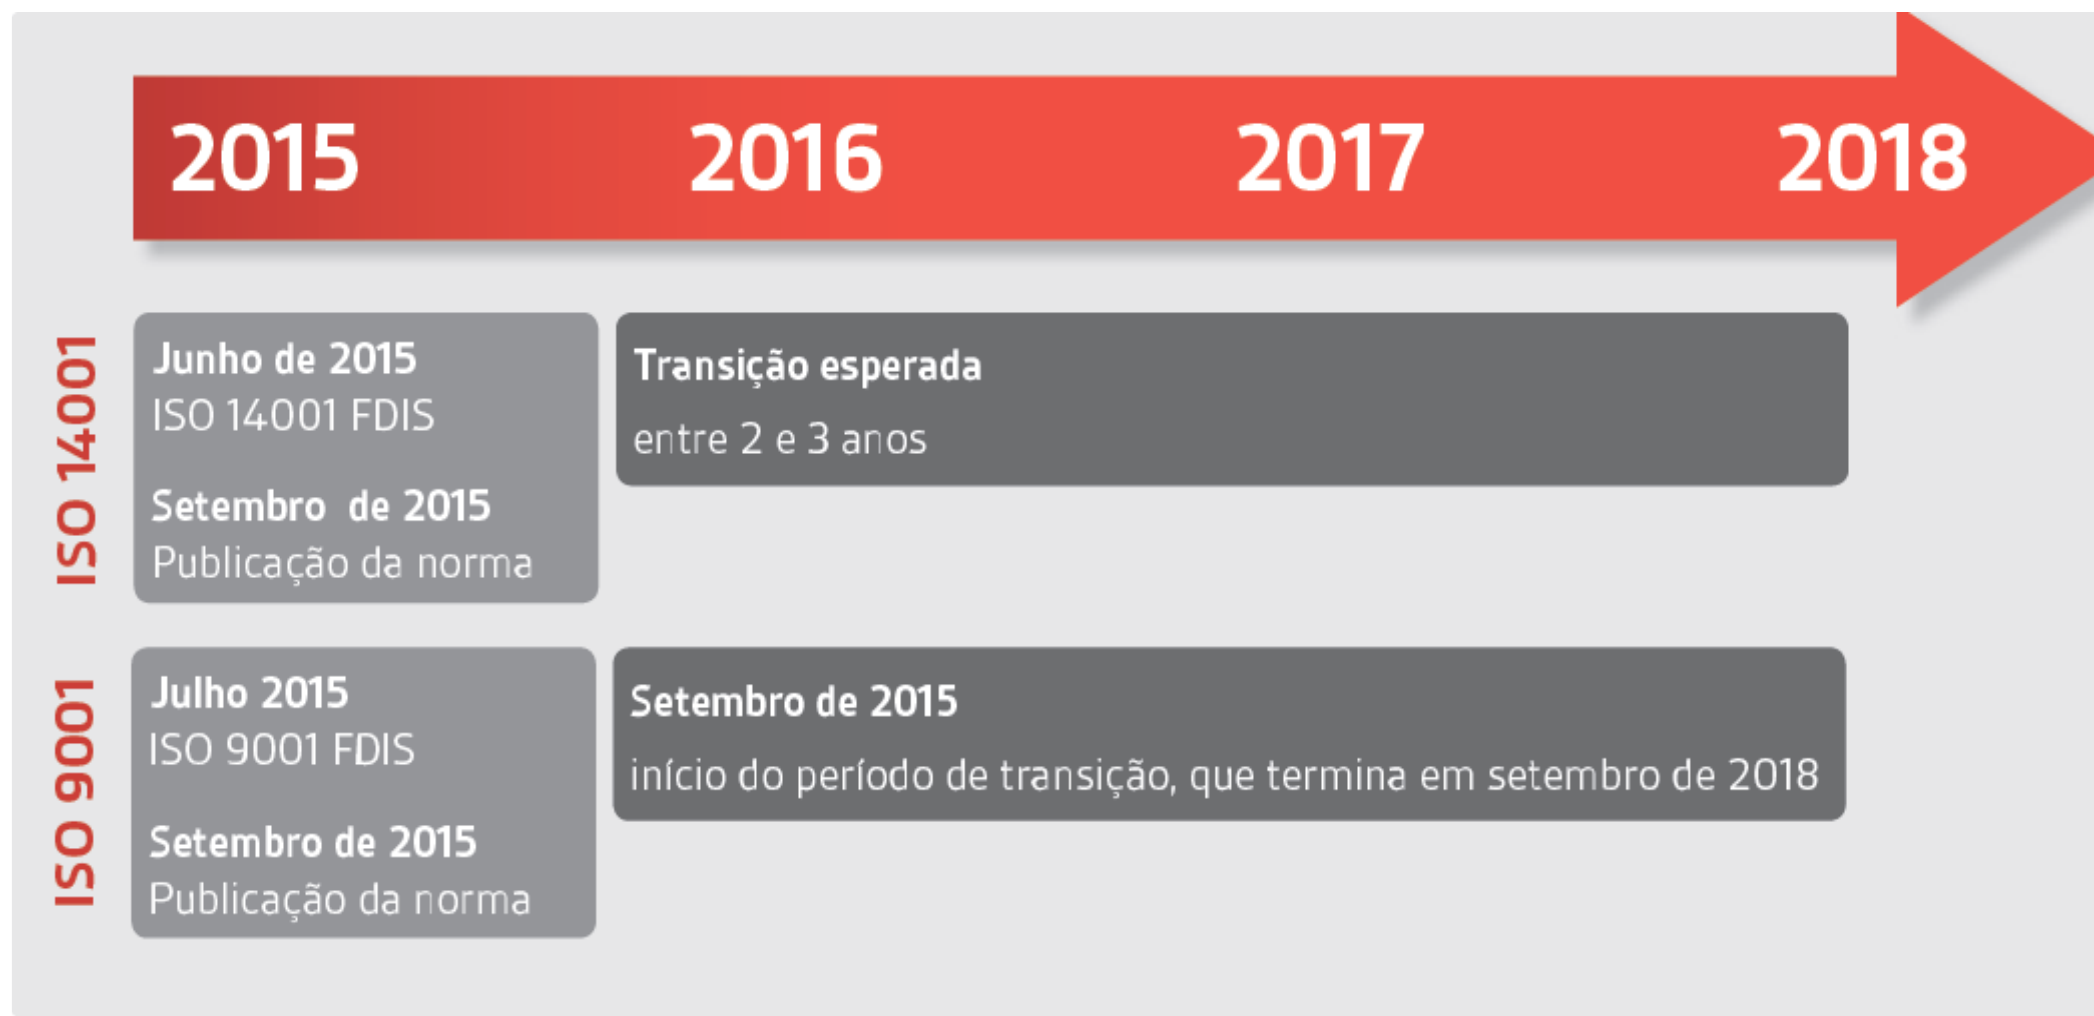 2015 2016 2017 2018
ISO 14001
Junho de 2015
ISO 14001 FDIS
Setembro de 2015
Publicação da norma
Transição esperada
entre 2 e 3 anos
ISO 9001
Julho 2015
ISO 9001 FDIS
Setembro de 2015
Publicação da norma
Setembro de 2015
início do período de transição, que termina em setembro de 2018